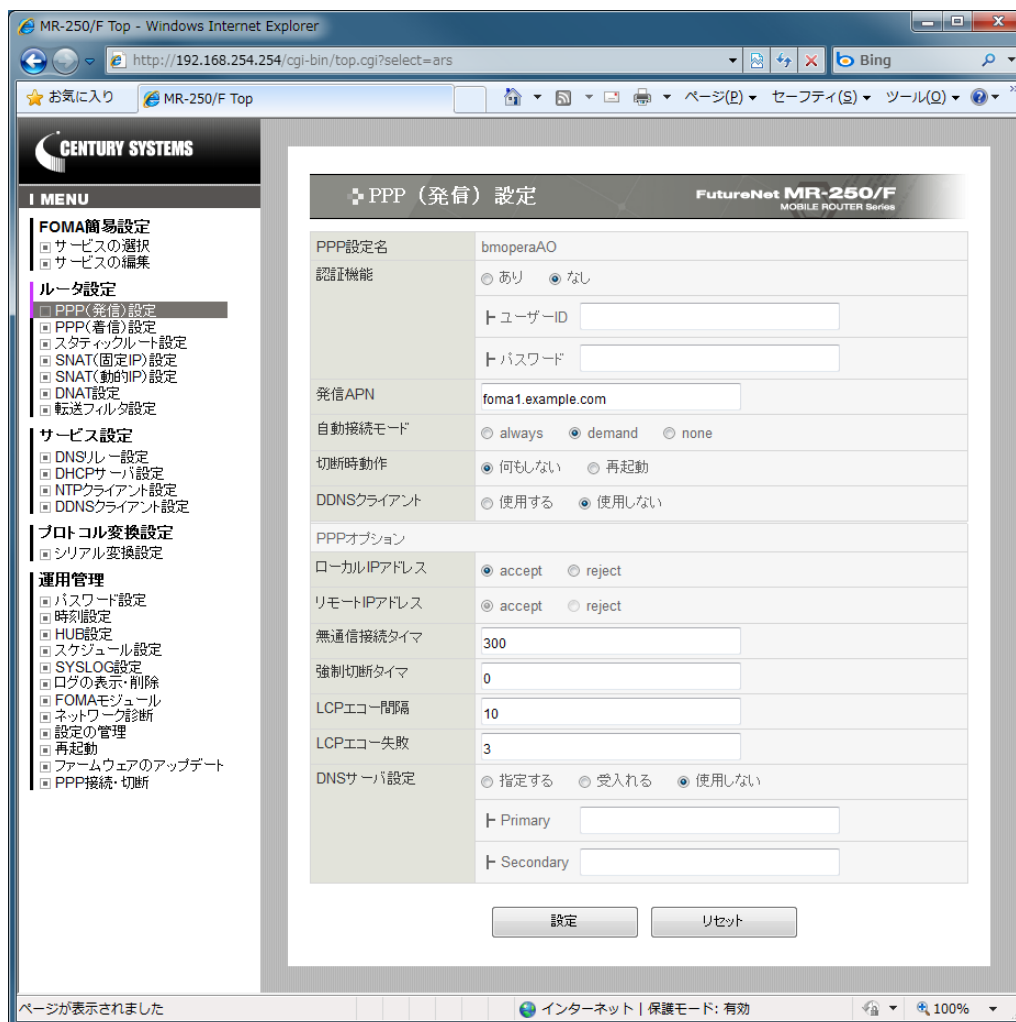 MR-250/F Top - Windows Internet Explorer
http://192.168.254.254/cgi-bin/top.cgi?select=ars
Bing
お気に入り
MR-250/F Top
ページ(P)
セーフティ(S)
ツール(O)
CENTURY SYSTEMS
MENU
FOMA簡易設定
サービスの選択
サービスの編集
ルータ設定
PPP(発信)設定
PPP(着信)設定
スタティックルート設定
SNAT(固定IP)設定
SNAT(動的IP)設定
DNAT設定
転送フィルタ設定
サービス設定
DNSリレー設定
DHCPサーバ設定
NTPクライアント設定
DDNSクライアント設定
プロトコル変換設定
シリアル変換設定
運用管理
パスワード設定
時刻設定
HUB設定
スケジュール設定
SYSLOG設定
ログの表示・削除
FOMAモジュール
ネットワーク診断
設定の管理
再起動
ファームウェアのアップデート
PPP接続・切断
PPP（発信）設定
FutureNet MR-250/F
MOBILE ROUTER Series
PPP設定名 bmoperaAO
認証機能 あり なし
┣ ユーザーID
┣ パスワード
発信APN foma1.example.com
自動接続モード always demand none
切断時動作 何もしない 再起動
DDNSクライアント 使用する 使用しない
PPPオプション
ローカルIPアドレス accept reject
リモートIPアドレス accept reject
無通信接続タイマ 300
強制切断タイマ 0
LCPエコー間隔 10
LCPエコー失敗 3
DNSサーバ設定 指定する 受入れる 使用しない
┣ Primary
┣ Secondary
設定 リセット
ページが表示されました
インターネット | 保護モード: 有効
100%